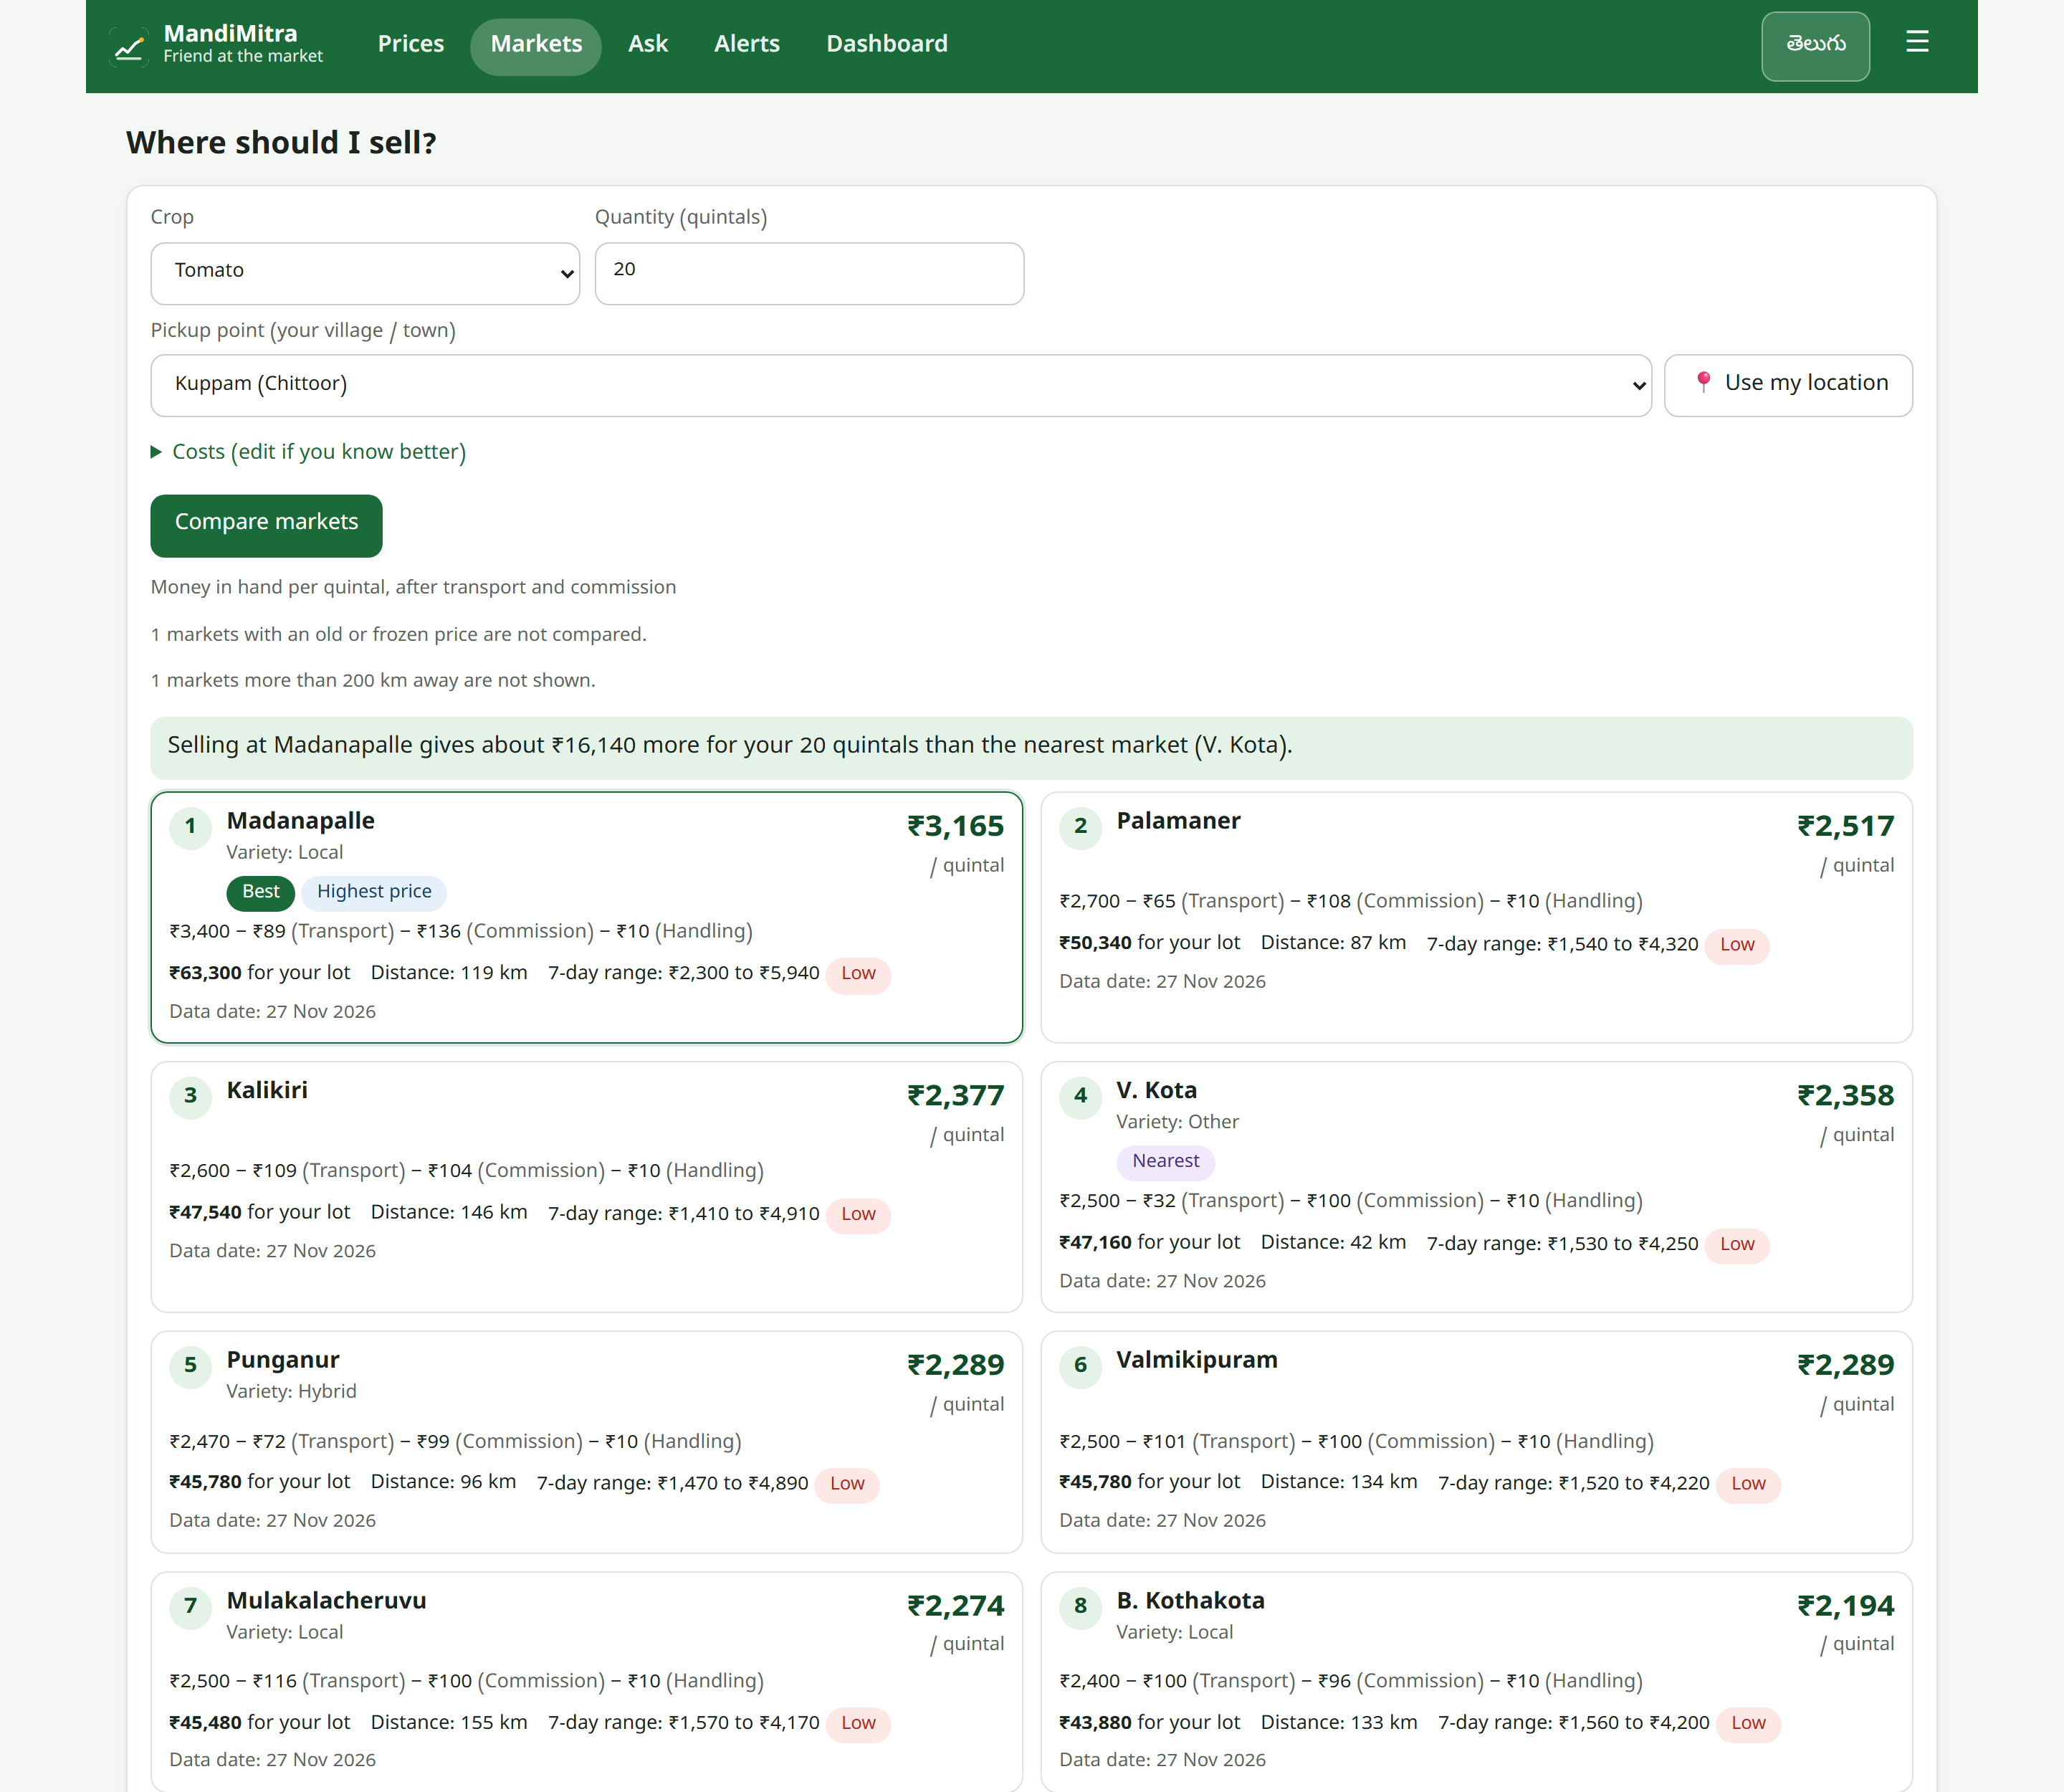 MandiMitra
Friend at the market
Prices
Markets
Ask
Alerts
Dashboard
తెలుగు
Where should I sell?
Crop
Quantity (quintals)
Tomato
20
Pickup point (your village / town)
Kuppam (Chittoor)
Use my location
Costs (edit if you know better)
Compare markets
Money in hand per quintal, after transport and commission
1 markets with an old or frozen price are not compared.
1 markets more than 200 km away are not shown.
Selling at Madanapalle gives about ₹16,140 more for your 20 quintals than the nearest market (V. Kota).
1
Madanapalle
₹3,165
Variety: Local
/ quintal
Best
Highest price
₹3,400 − ₹89 (Transport) − ₹136 (Commission) − ₹10 (Handling)
₹63,300 for your lot Distance: 119 km 7-day range: ₹2,300 to ₹5,940 Low
Data date: 27 Nov 2026
2
Palamaner
₹2,517
/ quintal
₹2,700 − ₹65 (Transport) − ₹108 (Commission) − ₹10 (Handling)
₹50,340 for your lot Distance: 87 km 7-day range: ₹1,540 to ₹4,320 Low
Data date: 27 Nov 2026
3
Kalikiri
₹2,377
/ quintal
₹2,600 − ₹109 (Transport) − ₹104 (Commission) − ₹10 (Handling)
₹47,540 for your lot Distance: 146 km 7-day range: ₹1,410 to ₹4,910 Low
Data date: 27 Nov 2026
4
V. Kota
₹2,358
Variety: Other
/ quintal
Nearest
₹2,500 − ₹32 (Transport) − ₹100 (Commission) − ₹10 (Handling)
₹47,160 for your lot Distance: 42 km 7-day range: ₹1,530 to ₹4,250 Low
Data date: 27 Nov 2026
5
Punganur
₹2,289
Variety: Hybrid
/ quintal
₹2,470 − ₹72 (Transport) − ₹99 (Commission) − ₹10 (Handling)
₹45,780 for your lot Distance: 96 km 7-day range: ₹1,470 to ₹4,890 Low
Data date: 27 Nov 2026
6
Valmikipuram
₹2,289
/ quintal
₹2,500 − ₹101 (Transport) − ₹100 (Commission) − ₹10 (Handling)
₹45,780 for your lot Distance: 134 km 7-day range: ₹1,520 to ₹4,220 Low
Data date: 27 Nov 2026
7
Mulakalacheruvu
₹2,274
Variety: Local
/ quintal
₹2,500 − ₹116 (Transport) − ₹100 (Commission) − ₹10 (Handling)
₹45,480 for your lot Distance: 155 km 7-day range: ₹1,570 to ₹4,170 Low
Data date: 27 Nov 2026
8
B. Kothakota
₹2,194
Variety: Local
/ quintal
₹2,400 − ₹100 (Transport) − ₹96 (Commission) − ₹10 (Handling)
₹43,880 for your lot Distance: 133 km 7-day range: ₹1,560 to ₹4,200 Low
Data date: 27 Nov 2026